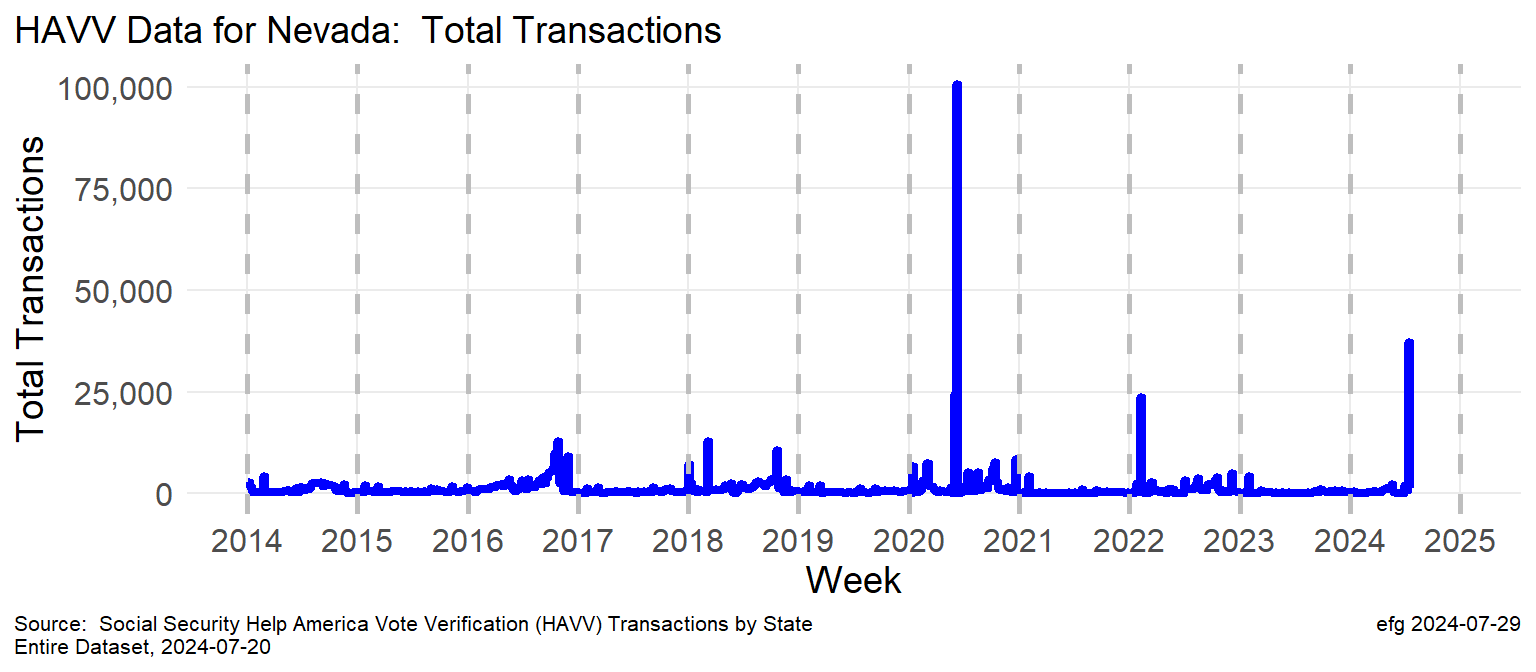 HAVV Data for Nevada:  Total Transactions
Total Transactions
100,000
75,000
50,000
25,000
0
2014 2015 2016 2017 2018 2019 2020 2021 2022 2023 2024 2025
Week
Source:  Social Security Help America Vote Verification (HAVV) Transactions by State
Entire Dataset, 2024-07-20
efg 2024-07-29